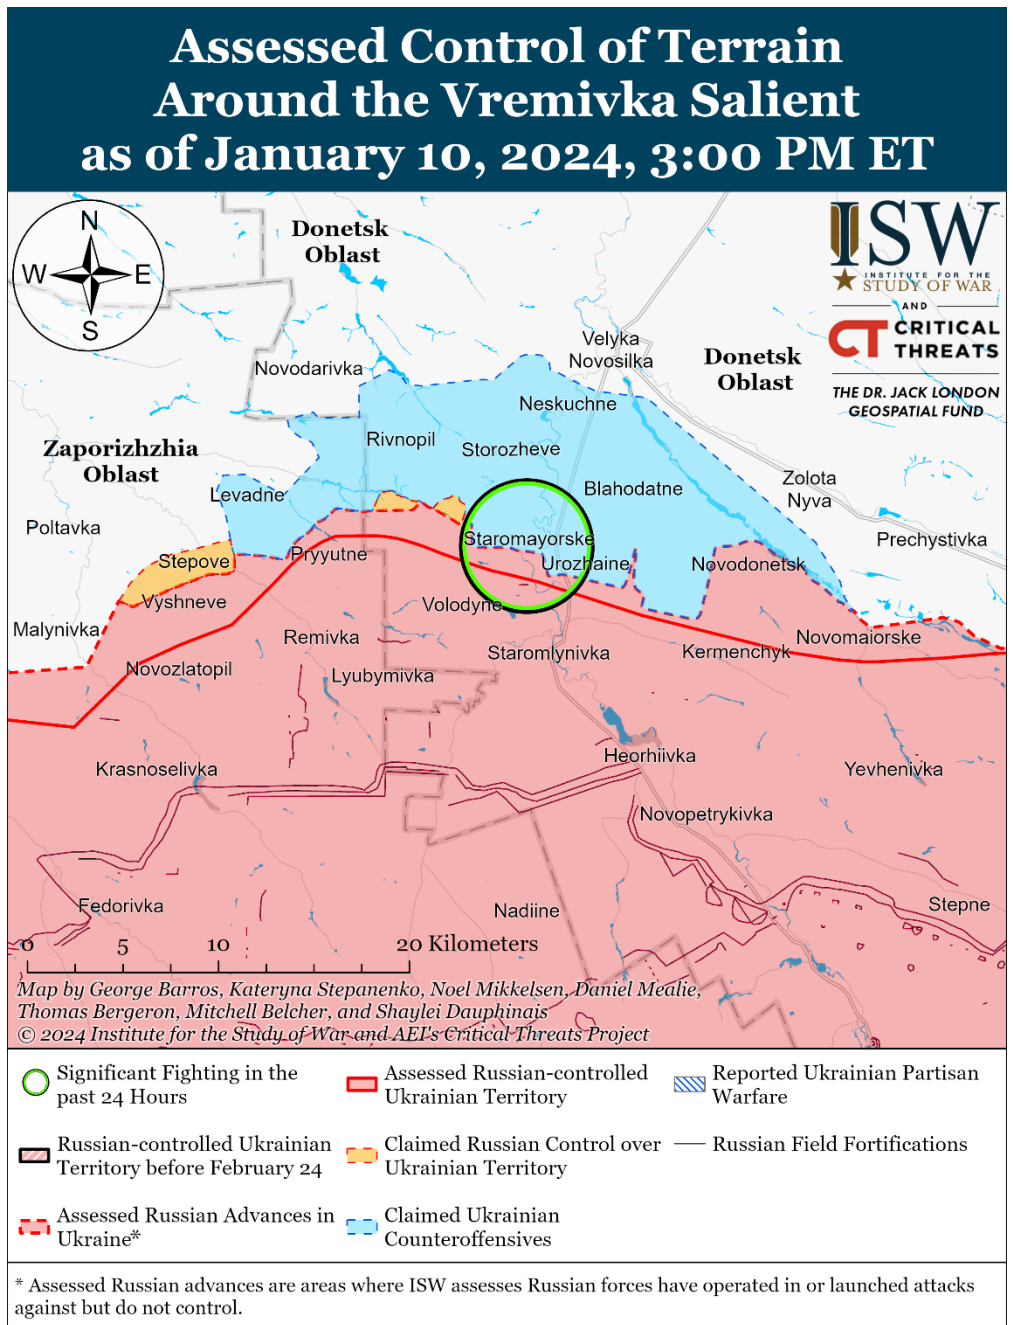 Assessed Control of Terrain
Around the Vremivka Salient
as of January 10, 2024, 3:00 PM ET
N
W E
S
Donetsk
Oblast
ISW
INSTITUTE FOR THE
STUDY OF WAR
AND
CT CRITICAL
THREATS
THE DR. JACK LONDON
GEOSPATIAL FUND
Velyka
Novosilka
Donetsk
Oblast
Novodarivka
Neskuchne
Rivnopil
Storozheve
Zaporizhzhia
Oblast
Zolota
Nyva
Levadne
Blahodatne
Poltavka
Staromayorske
Prechystivka
Pryyutne
Stepove
Urozhaine
Novodonetsk
Vyshneve
Volodyne
Malynivka
Remivka
Novomaiorske
Staromlynivka
Kermenchyk
Novozlatopil
Lyubymivka
Heorhiivka
Krasnoselivka
Yevhenivka
Novopetrykivka
Fedorivka
Nadiine
Stepne
0 5 10 20 Kilometers
Map by George Barros, Kateryna Stepanenko, Noel Mikkelsen, Daniel Mealie,
Thomas Bergeron, Mitchell Belcher, and Shaylei Dauphinais
© 2024 Institute for the Study of War and AEI's Critical Threats Project
Significant Fighting in the
past 24 Hours
Assessed Russian-controlled
Ukrainian Territory
Reported Ukrainian Partisan
Warfare
Russian-controlled Ukrainian
Territory before February 24
Claimed Russian Control over
Ukrainian Territory
Russian Field Fortifications
Assessed Russian Advances in
Ukraine*
Claimed Ukrainian
Counteroffensives
* Assessed Russian advances are areas where ISW assesses Russian forces have operated in or launched attacks
against but do not control.